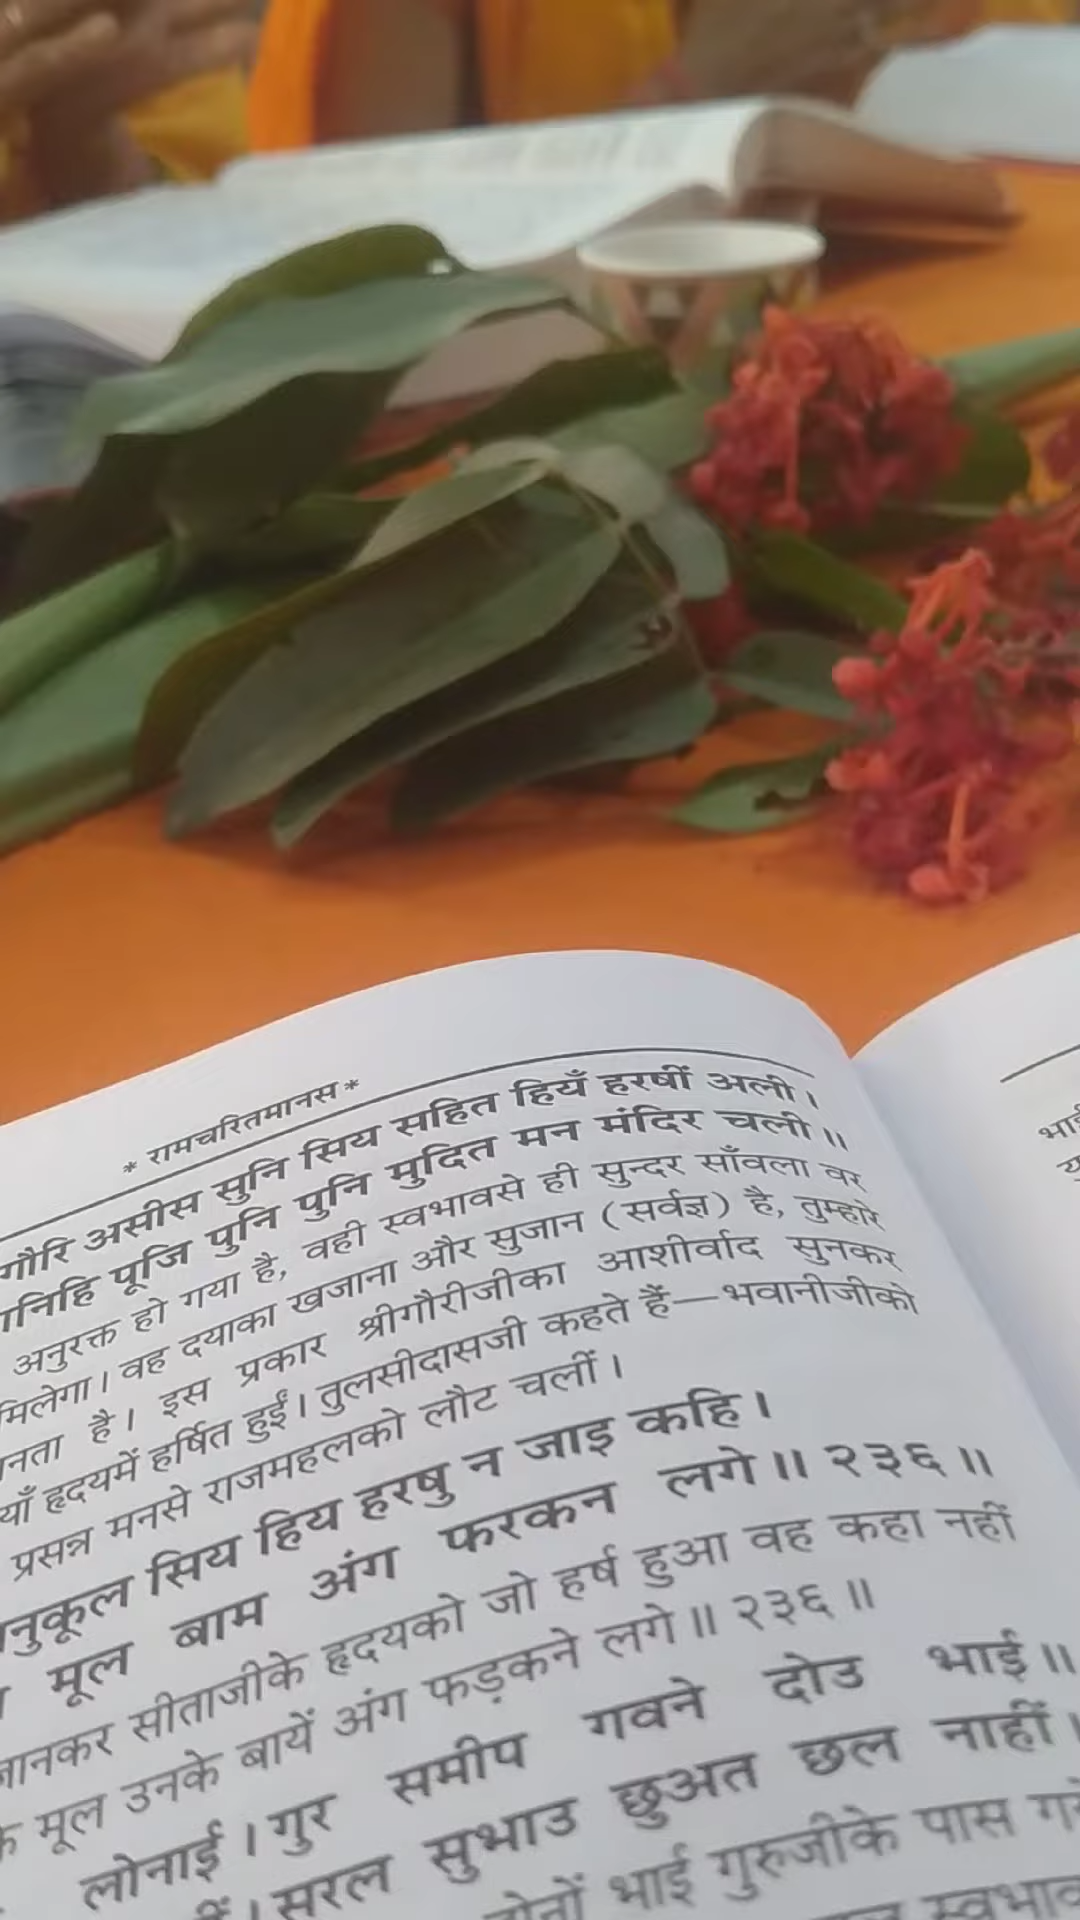 * रामचरितमानस *
गौरि असीस सुनि सिय सहित हियँ हरषीं अली।
पूजि पुनि पुनि मुदित मन मंदिर चली॥
अनुरक्त हो गया है, वही स्वभावसे ही सुन्दर साँवला वर
मिलेगा। वह दयाका खजाना और सुजान (सर्वज्ञ) है, तुम्हारे
है। इस प्रकार श्रीगौरीजीका आशीर्वाद सुनकर
हृदयमें हर्षित हुईं। तुलसीदासजी कहते हैं—भवानीजीको
प्रसन्न मनसे राजमहलको लौट चलीं।
सिय हिय हरषु न जाइ कहि।
मूल बाम अंग फरकन लगे॥ २३६॥
सीताजीके हृदयको जो हर्ष हुआ वह कहा नहीं
मूल उनके बायें अंग फड़कने लगे॥ २३६॥
लोनाई। गुर समीप गवने दोउ भाई॥
सरल सुभाउ छुअत छल नाहीं।
भाई गुरुजीके पास